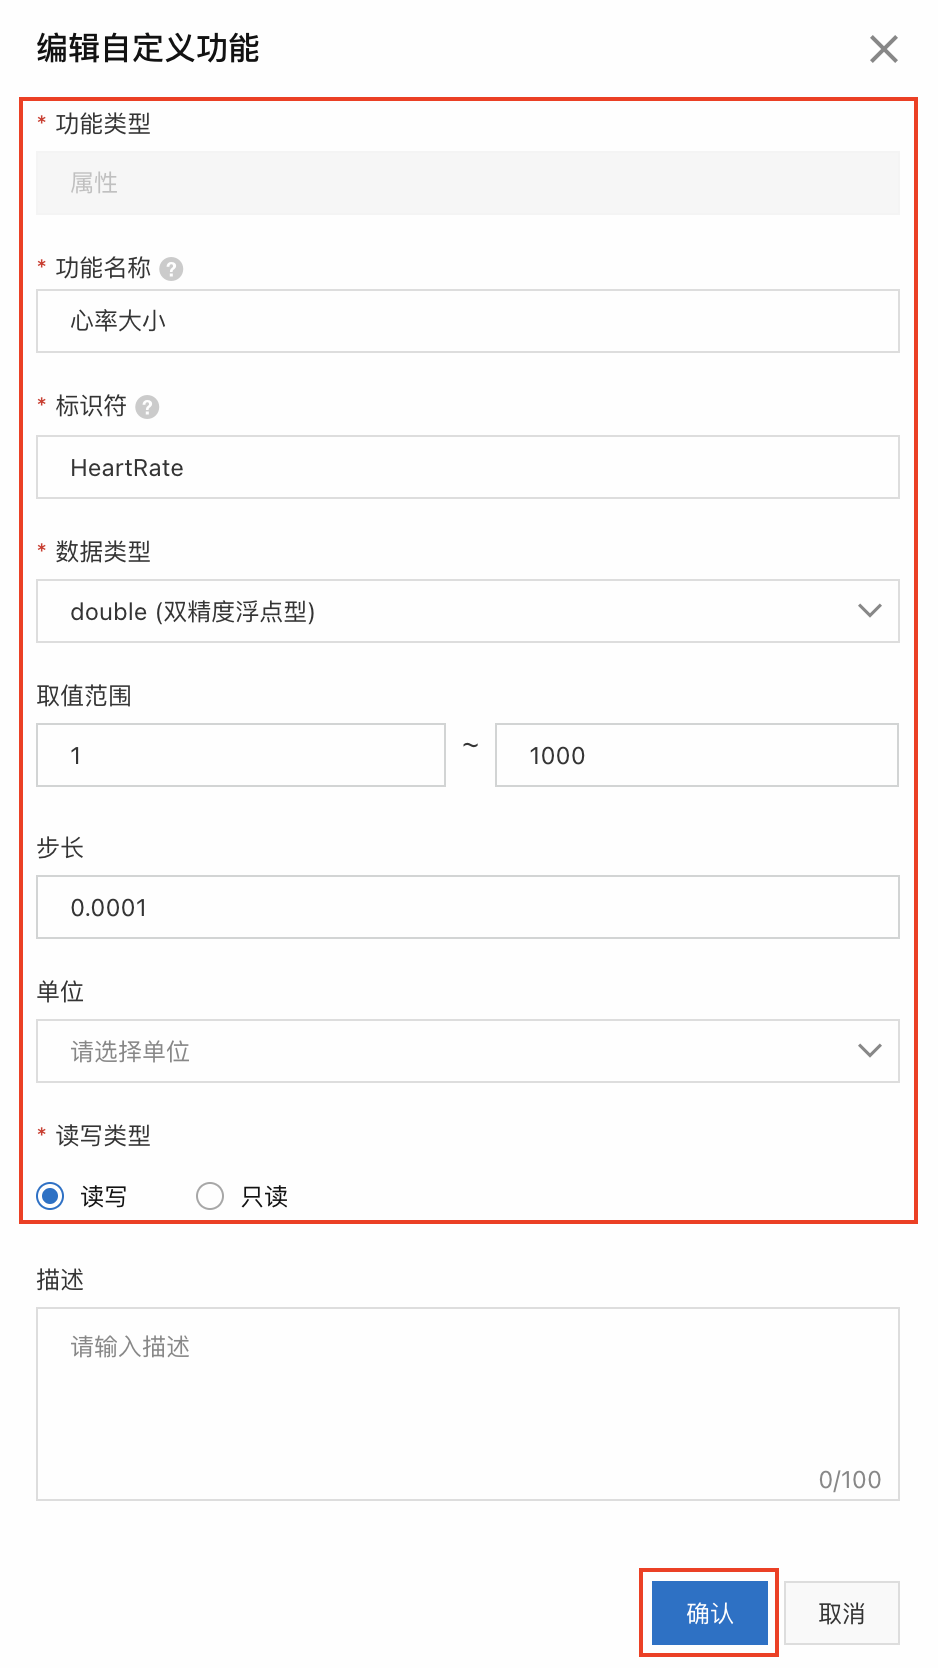 编辑自定义功能
* 功能类型
属性
* 功能名称 ?
心率大小
* 标识符 ?
HeartRate
* 数据类型
double (双精度浮点型)
取值范围
1 ~ 1000
步长
0.0001
单位
请选择单位
* 读写类型
读写 只读
描述
请输入描述
0/100
确认 取消